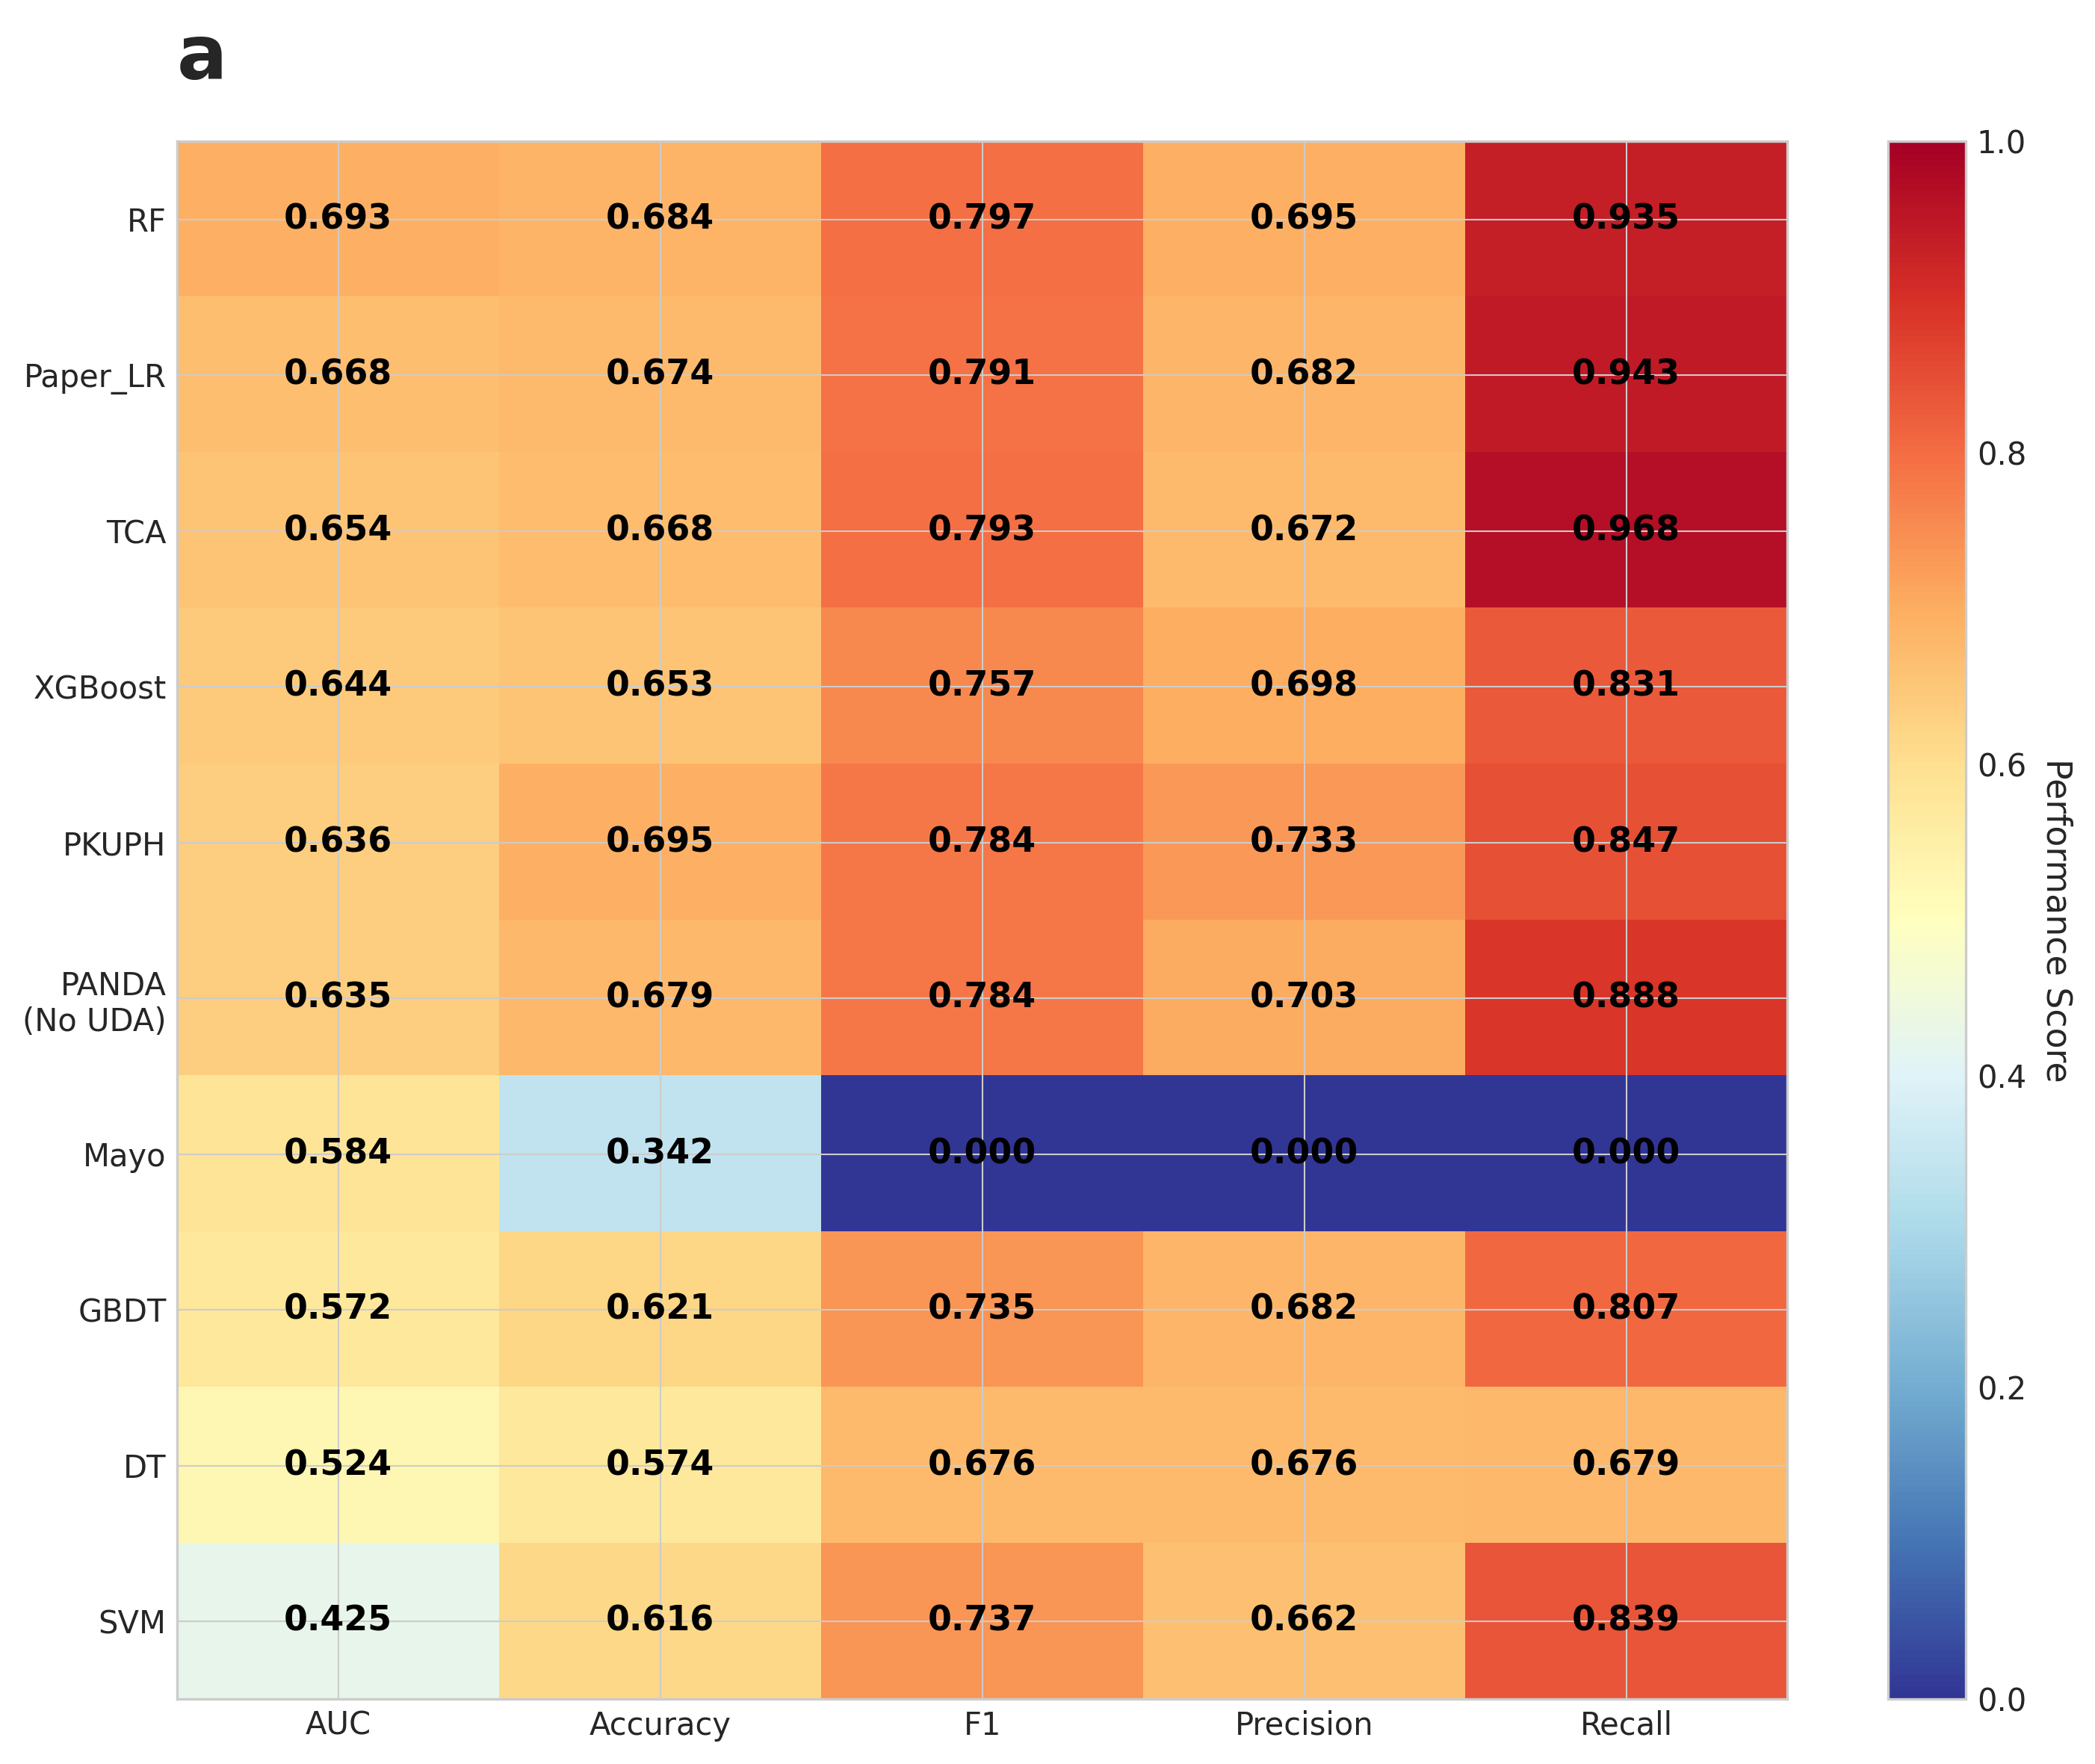 a
RF 0.693 0.684 0.797 0.695 0.935
Paper_LR 0.668 0.674 0.791 0.682 0.943
TCA 0.654 0.668 0.793 0.672 0.968
XGBoost 0.644 0.653 0.757 0.698 0.831
PKUPH 0.636 0.695 0.784 0.733 0.847
PANDA
(No UDA) 0.635 0.679 0.784 0.703 0.888
Mayo 0.584 0.342 0.000 0.000 0.000
GBDT 0.572 0.621 0.735 0.682 0.807
DT 0.524 0.574 0.676 0.676 0.679
SVM 0.425 0.616 0.737 0.662 0.839
AUC Accuracy F1 Precision Recall
1.0
0.8
0.6
0.4
0.2
0.0
Performance Score